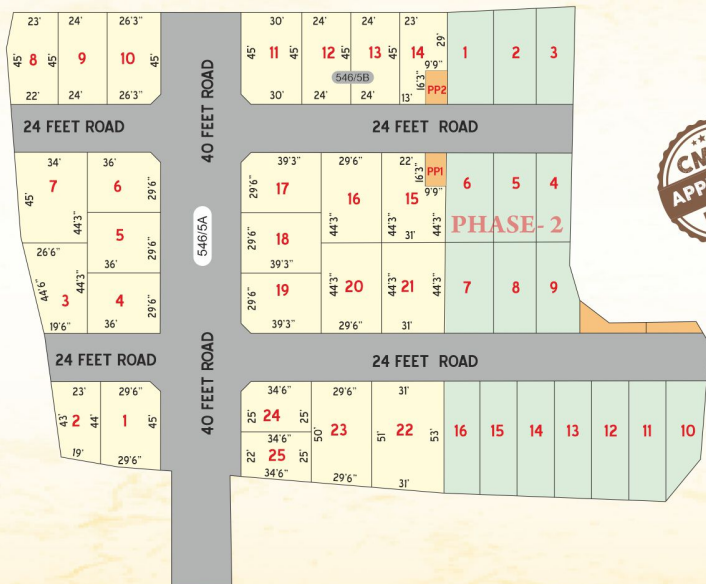 23' 24' 26'3" 30' 24' 24' 23'
45' 8 45' 9 10 45' 45' 11 45' 12 45' 13 45' 14 29' 1 2 3
9'9"
546/5B 16'3" PP2
22' 24' 26'3" 30' 24' 24' 13'
24 FEET ROAD 40 FEET ROAD 24 FEET ROAD
CM
APP
34' 36' 39'3" 29'6" 22' 16'3" PP1
9'9"
7 6 29'6" 29'6" 17 16 15 6 5 4
45' 44'3" 44'3" 31' 44'3" PHASE- 2
5 29'6" 546/5A 29'6" 18
26'6" 36' 39'3"
44'6" 3 44'3" 4 29'6" 29'6" 19 44'3" 20 44'3" 21 44'3" 7 8 9
19'6" 36' 39'3" 29'6" 31'
24 FEET ROAD 40 FEET ROAD 24 FEET ROAD
23' 29'6" 34'6" 29'6" 31'
43' 2 44' 1 45' 25' 24 25' 50' 23 51' 22 53' 16 15 14 13 12 11 10
34'6"
22' 25 25'
19' 29'6" 34'6" 29'6" 31'